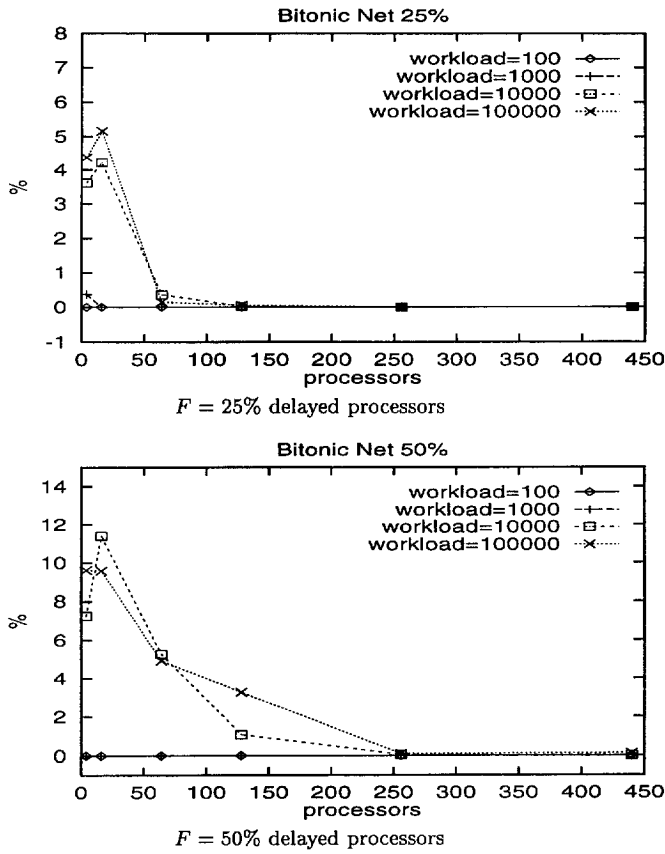 Bitonic Net 25%
8
7
6
5
4
3
2
1
0
-1
%
workload=100
workload=1000
workload=10000
workload=100000
0 50 100 150 200 250 300 350 400 450
processors
F = 25% delayed processors
Bitonic Net 50%
14
12
10
8
6
4
2
0
%
workload=100
workload=1000
workload=10000
workload=100000
0 50 100 150 200 250 300 350 400 450
processors
F = 50% delayed processors